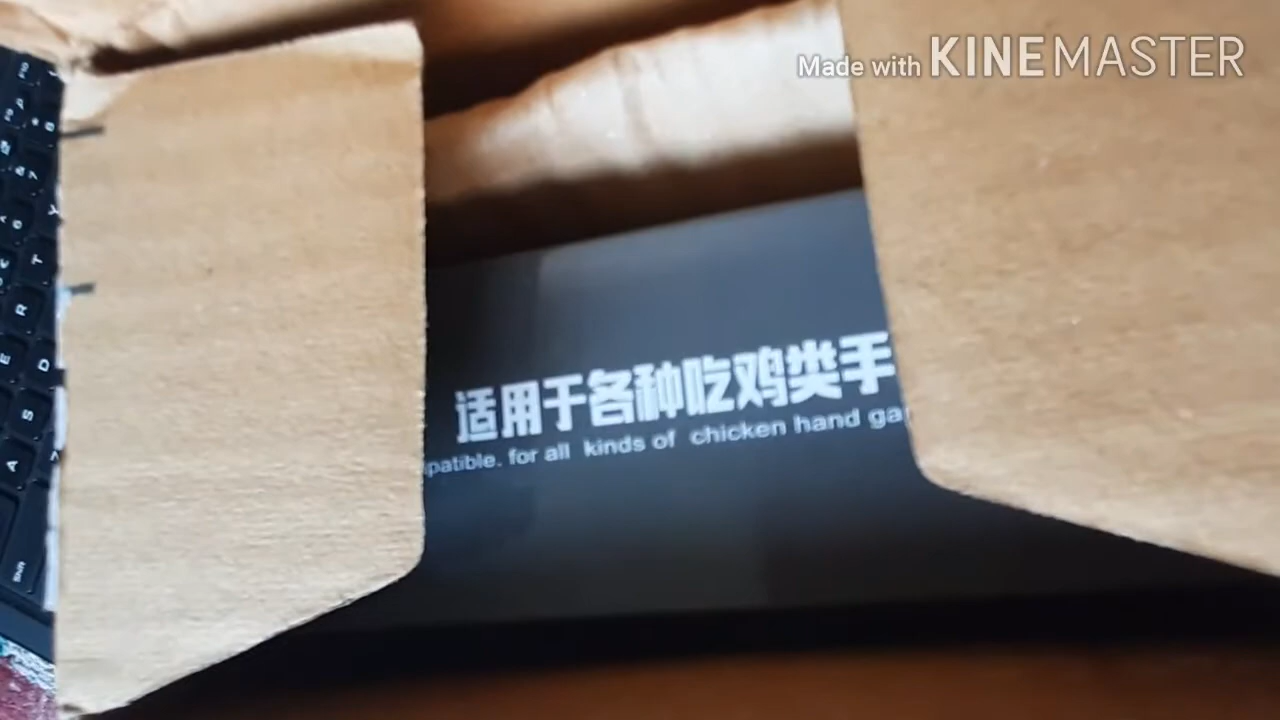 Made with KINEMASTER
适用于各种吃鸡类手
patible. for all kinds of chicken hand